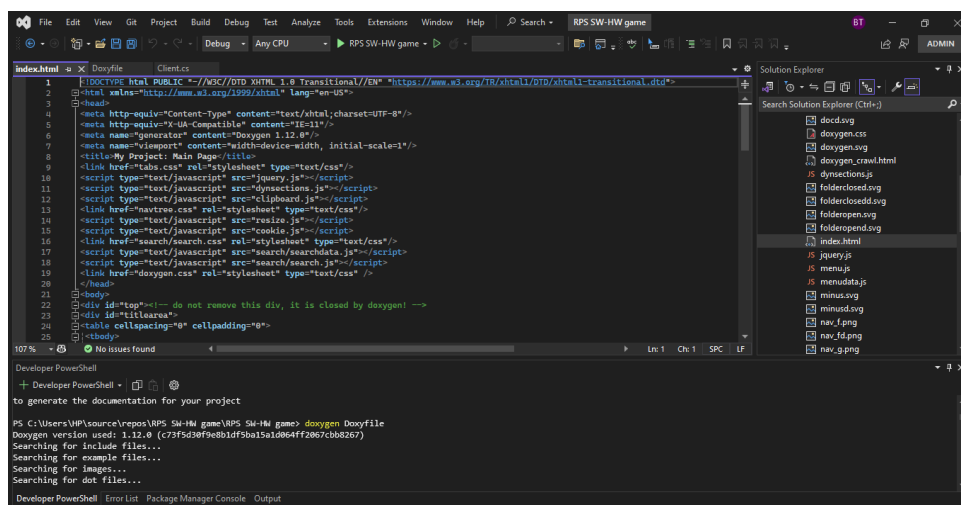 File Edit View Git Project Build Debug Test Analyze Tools Extensions Window Help Search RPS SW-HW game BT
Debug Any CPU RPS SW-HW game ADMIN
index.html Doxyfile Client.cs
1 <!DOCTYPE html PUBLIC "-//W3C//DTD XHTML 1.0 Transitional//EN" "https://www.w3.org/TR/xhtml1/DTD/xhtml1-transitional.dtd">
2 <html xmlns="http://www.w3.org/1999/xhtml" lang="en-US">
3 <head>
4 <meta http-equiv="Content-Type" content="text/xhtml;charset=UTF-8"/>
5 <meta http-equiv="X-UA-Compatible" content="IE=11"/>
6 <meta name="generator" content="Doxygen 1.12.0"/>
7 <meta name="viewport" content="width=device-width, initial-scale=1"/>
8 <title>My Project: Main Page</title>
9 <link href="tabs.css" rel="stylesheet" type="text/css"/>
10 <script type="text/javascript" src="jquery.js"></script>
11 <script type="text/javascript" src="dynsections.js"></script>
12 <script type="text/javascript" src="clipboard.js"></script>
13 <link href="navtree.css" rel="stylesheet" type="text/css"/>
14 <script type="text/javascript" src="resize.js"></script>
15 <script type="text/javascript" src="cookie.js"></script>
16 <link href="search/search.css" rel="stylesheet" type="text/css"/>
17 <script type="text/javascript" src="search/searchdata.js"></script>
18 <script type="text/javascript" src="search/search.js"></script>
19 <link href="doxygen.css" rel="stylesheet" type="text/css" />
20 </head>
21 <body>
22 <div id="top"><!-- do not remove this div, it is closed by doxygen! -->
23 <div id="titlearea">
24 <table cellspacing="0" cellpadding="0">
25 <tbody>
107 % No issues found Ln: 1 Ch: 1 SPC LF
Solution Explorer
Search Solution Explorer (Ctrl+;)
docd.svg
doxygen.css
doxygen.svg
doxygen_crawl.html
JS dynsections.js
folderclosed.svg
folderclosedd.svg
folderopen.svg
folderopend.svg
index.html
JS jquery.js
JS menu.js
JS menudata.js
minus.svg
minusd.svg
nav_f.png
nav_fd.png
nav_g.png
Developer PowerShell
Developer PowerShell
to generate the documentation for your project
PS C:\Users\HP\source\repos\RPS SW-HW game\RPS SW-HW game> doxygen Doxyfile
Doxygen version used: 1.12.0 (c73f5d30f9e8b1df5ba15a1d064ff2067cbb8267)
Searching for include files...
Searching for example files...
Searching for images...
Searching for dot files...
Developer PowerShell Error List Package Manager Console Output